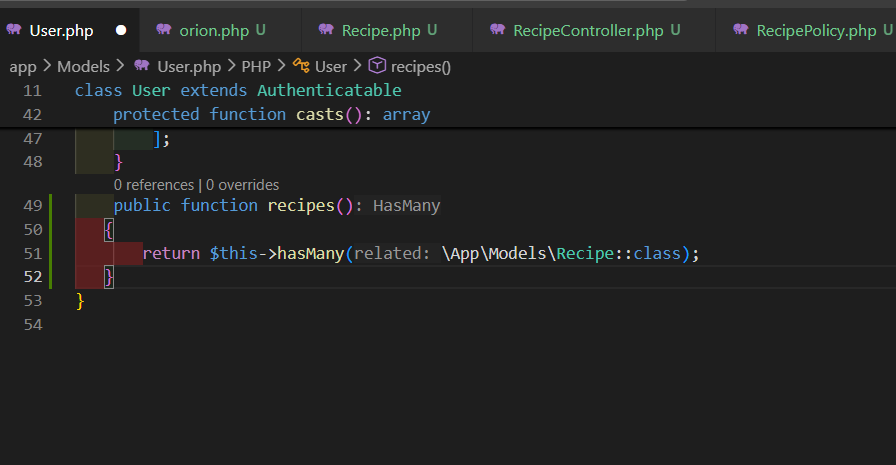 User.php orion.php U Recipe.php U RecipeController.php U RecipePolicy.php U
app > Models > User.php > PHP > User > recipes()
11 class User extends Authenticatable
42 protected function casts(): array
47 ];
48 }
0 references | 0 overrides
49 public function recipes(): HasMany
50 {
51 return $this->hasMany(related: \App\Models\Recipe::class);
52 }
53 }
54